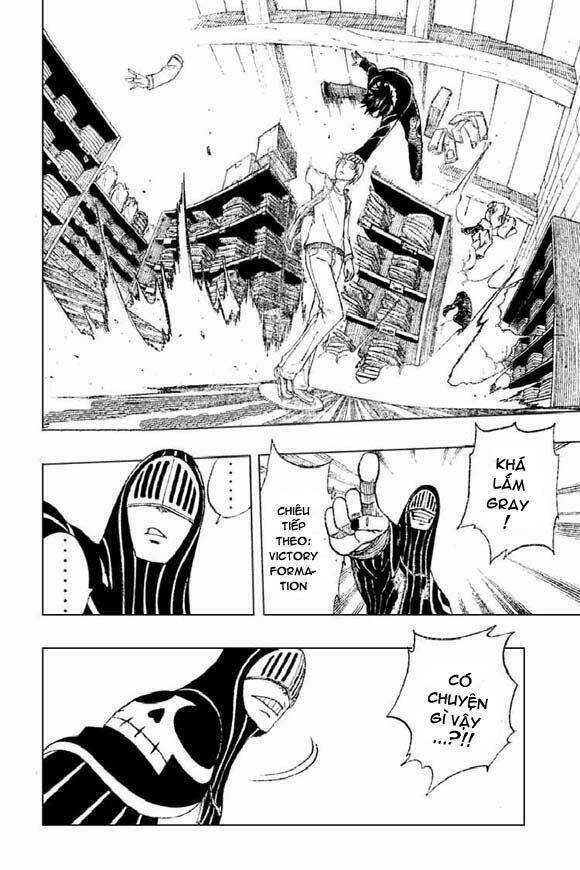 KHÁ
LẮM
GRAY
!
CHIÊU
TIẾP
THEO:
VICTORY
FORMA-
TION
......
......
CÓ
CHUYỆN
GÌ VẬY
...?!!